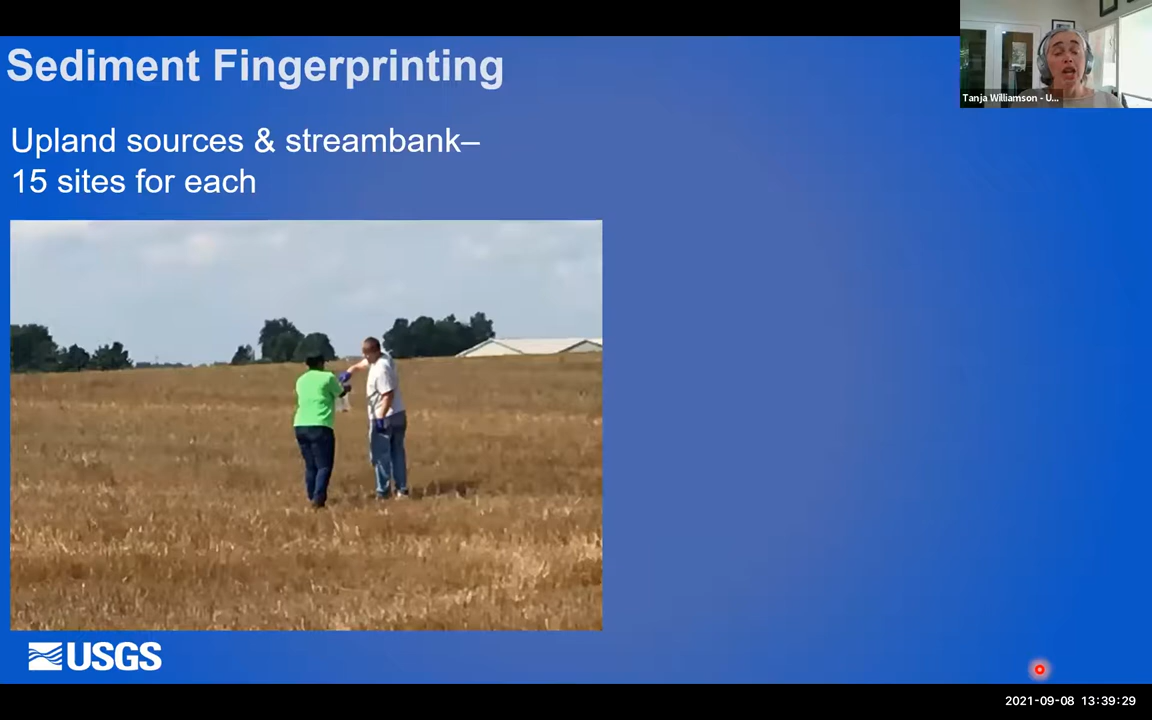 Sediment Fingerprinting
Tanja Williamson - U...
Upland sources & streambank–
15 sites for each
USGS
2021-09-08 13:39:29